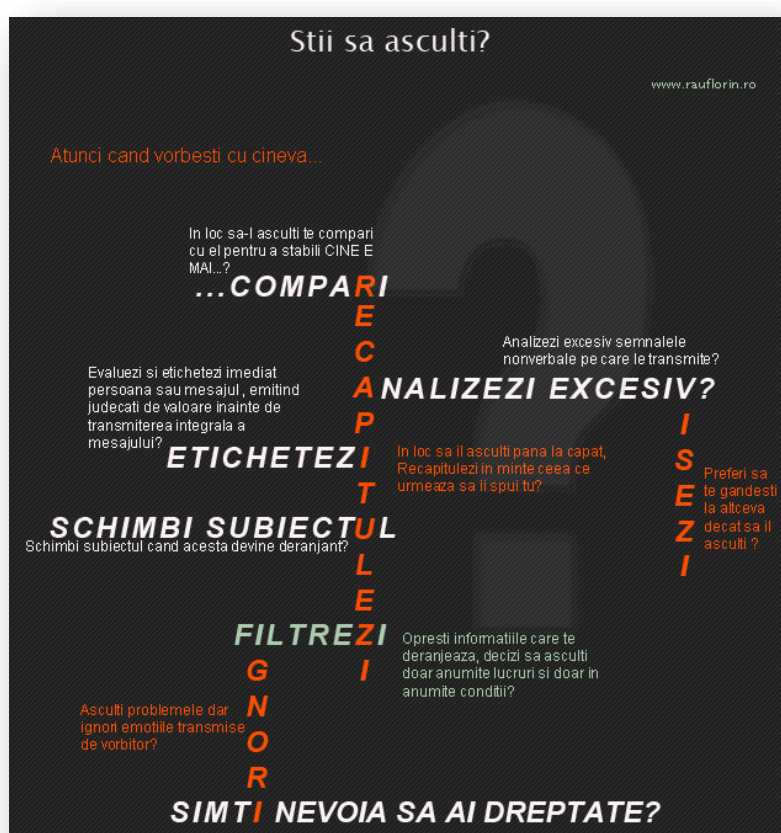 Stii sa asculti?
www.rauflorin.ro
Atunci cand vorbesti cu cineva...
In loc sa-l asculti te compari
cu el pentru a stabili CINE E
MAI...?
...COMPARI
RECAPITULEZI
Analizezi excesiv semnalele
nonverbale pe care le transmite?
ANALIZEZI EXCESIV?
Evaluezi si etichetezi imediat
persoana sau mesajul, emitind
judecati de valoare inainte de
transmiterea integrala a
mesajului?
ETICHETEZI
In loc sa il asculti pana la capat,
Recapitulezi in minte ceea ce
urmeaza sa ii spui tu?
VISEZI
Preferi sa
te gandesti
la altceva
decat sa il
asculti ?
SCHIMBI SUBIECTUL
Schimbi subiectul cand acesta devine deranjant?
FILTREZI
Opresti informatiile care te
deranjeaza, decizi sa asculti
doar anumite lucruri si doar in
anumite conditii?
IGNORI
Asculti problemele dar
ignori emotiile transmise
de vorbitor?
SIMTI NEVOIA SA AI DREPTATE?